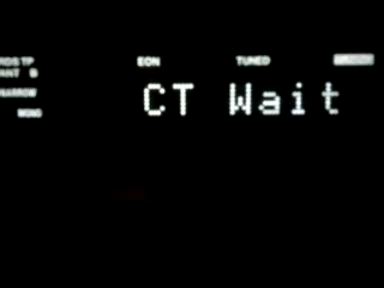 RDS TP EON TUNED
ANT B
NARROW
MONO
CT Wait